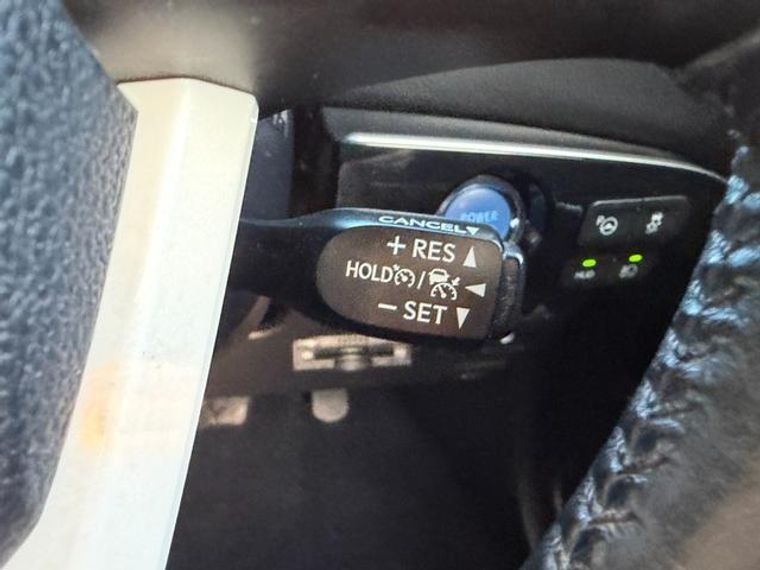 POWER
CANCEL▼
+ RES ▲
HOLD / ◄
− SET ▼
HUD